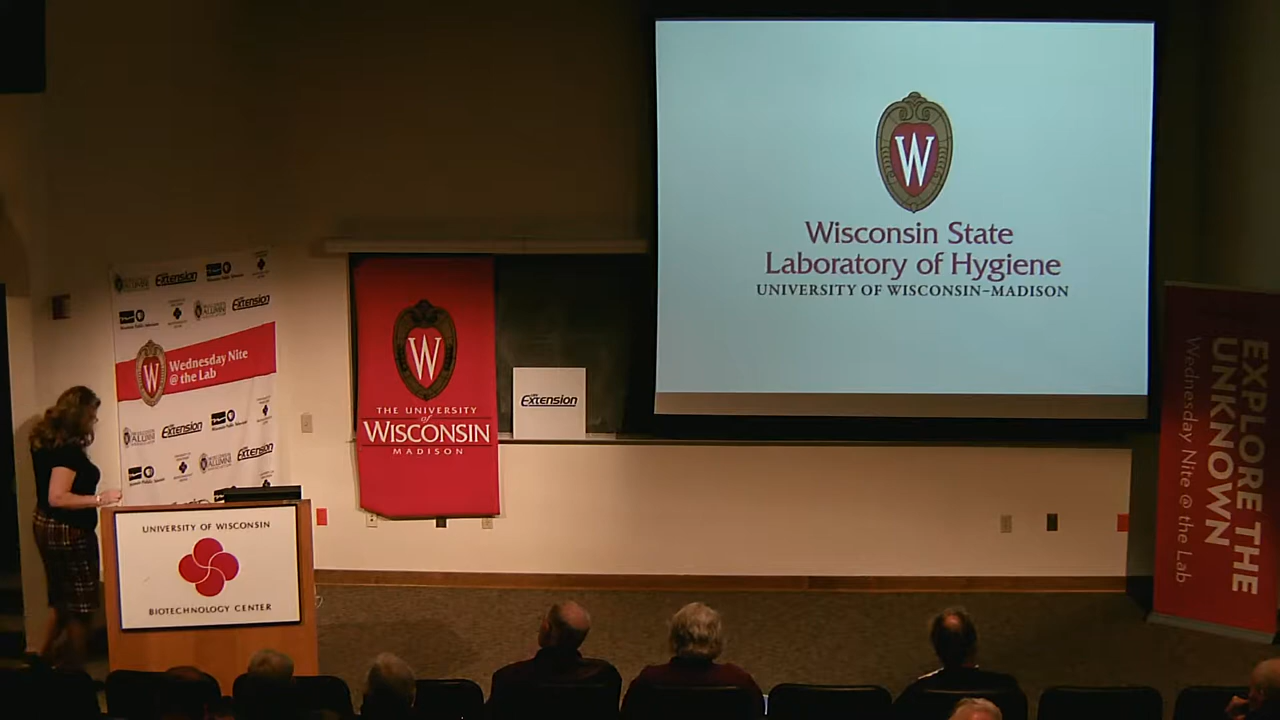 W
Wisconsin State
Laboratory of Hygiene
UNIVERSITY OF WISCONSIN–MADISON
Extension
Extension
W
Wednesday Nite
@ the Lab
Extension
Extension
W
THE UNIVERSITY
of
WISCONSIN
MADISON
Extension
UNIVERSITY OF WISCONSIN
BIOTECHNOLOGY CENTER
EXPLORE THE
UNKNOWN
Wednesday Nite @ the Lab